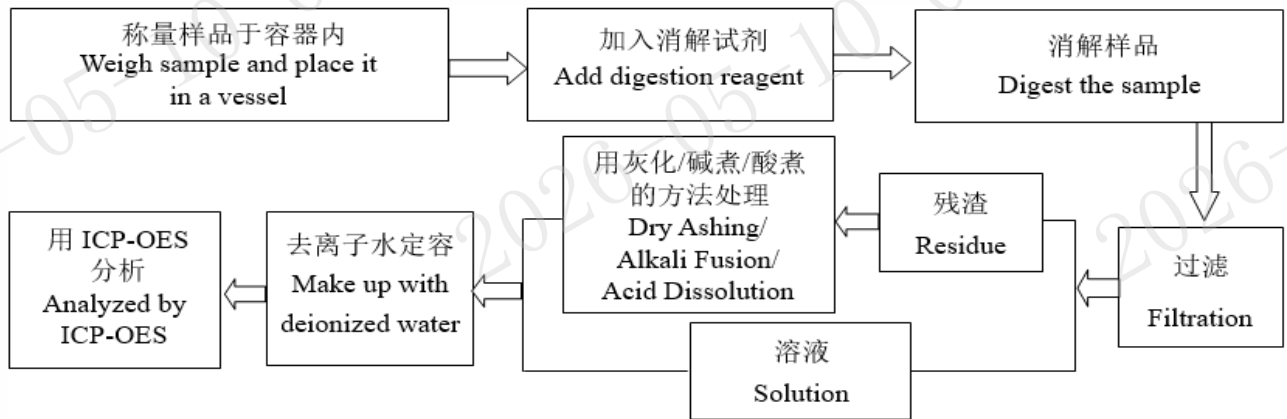 称量样品于容器内
Weigh sample and place it
in a vessel
加入消解试剂
Add digestion reagent
消解样品
Digest the sample
过滤
Filtration
残渣
Residue
用灰化/碱煮/酸煮
的方法处理
Dry Ashing/
Alkali Fusion/
Acid Dissolution
溶液
Solution
去离子水定容
Make up with
deionized water
用 ICP-OES
分析
Analyzed by
ICP-OES
2026-05-10